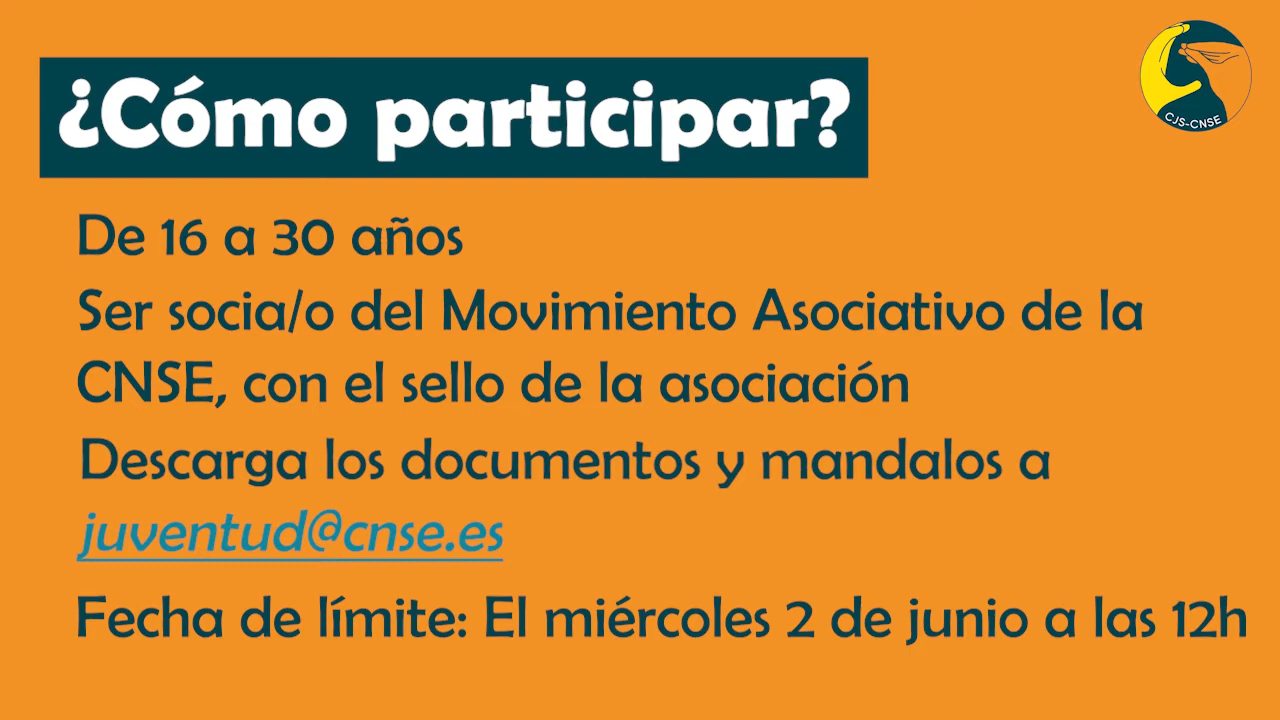 ¿Cómo participar?
CJS-CNSE
De 16 a 30 años
Ser socia/o del Movimiento Asociativo de la
CNSE, con el sello de la asociación
Descarga los documentos y mandalos a
juventud@cnse.es
Fecha de límite: El miércoles 2 de junio a las 12h